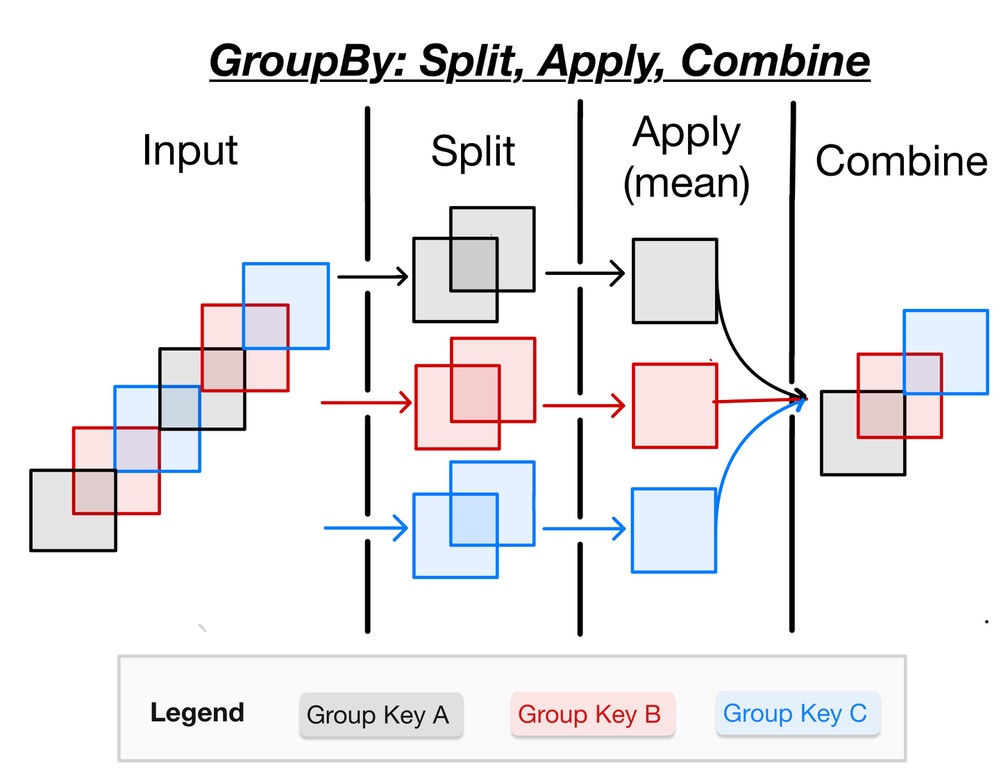 GroupBy: Split, Apply, Combine
Input
Split
Apply
(mean)
Combine
Legend
Group Key A
Group Key B
Group Key C